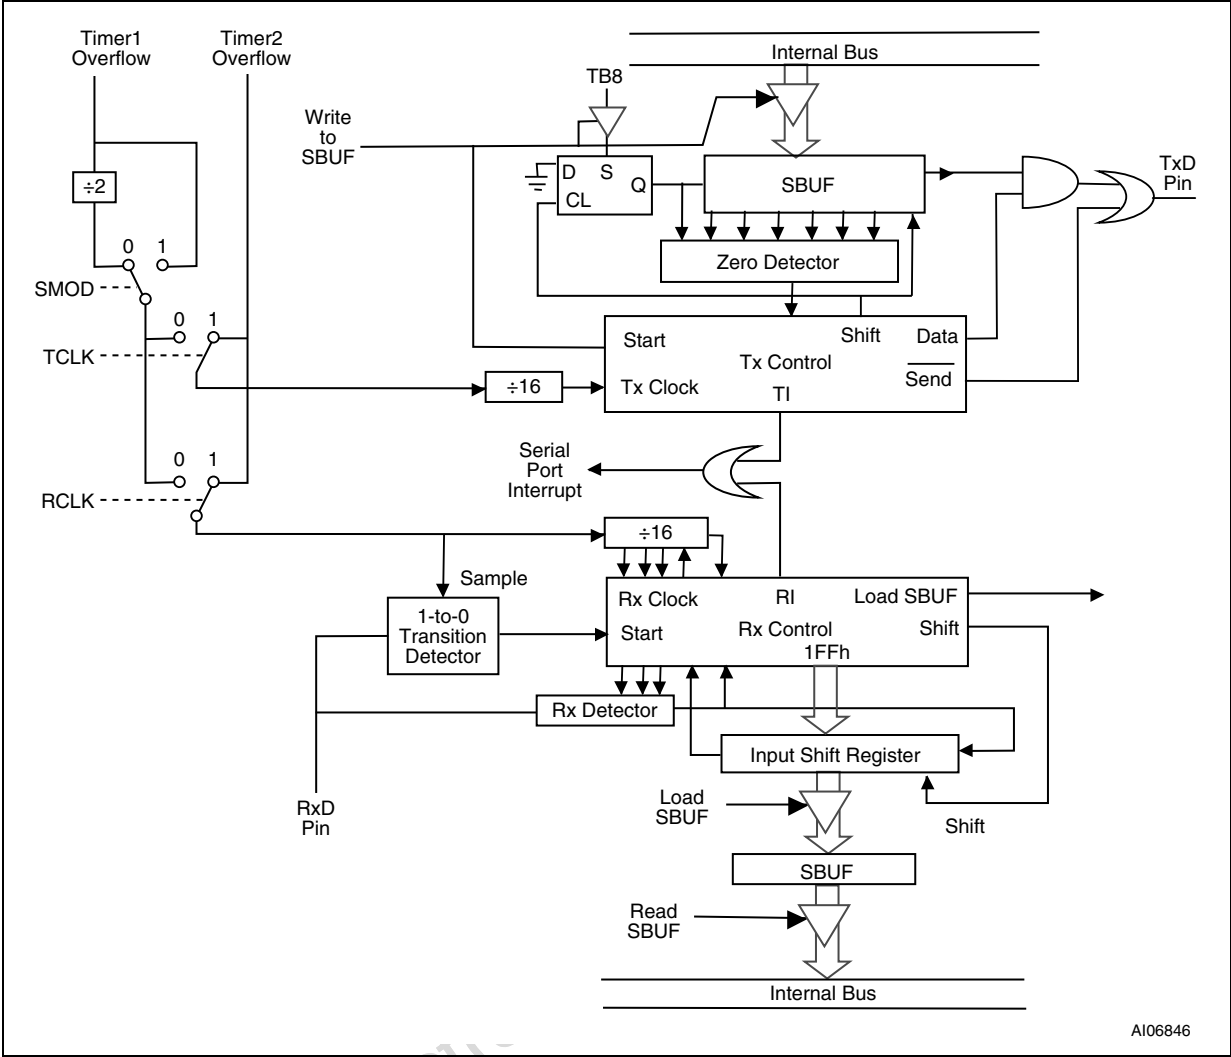 Timer1
Overflow
Timer2
Overflow
Internal Bus
TB8
Write
to
SBUF
D S
Q
CL
SBUF
TxD
Pin
÷2
0 1
Zero Detector
SMOD
0 1
TCLK
Start
Shift
Data
Tx Control
Send
÷16
Tx Clock
TI
Serial
Port
Interrupt
0 1
RCLK
÷16
Sample
Rx Clock
RI
Load SBUF
1-to-0
Transition
Detector
Start
Rx Control
Shift
1FFh
Rx Detector
Input Shift Register
RxD
Pin
Load
SBUF
Shift
SBUF
Read
SBUF
Internal Bus
AI06846